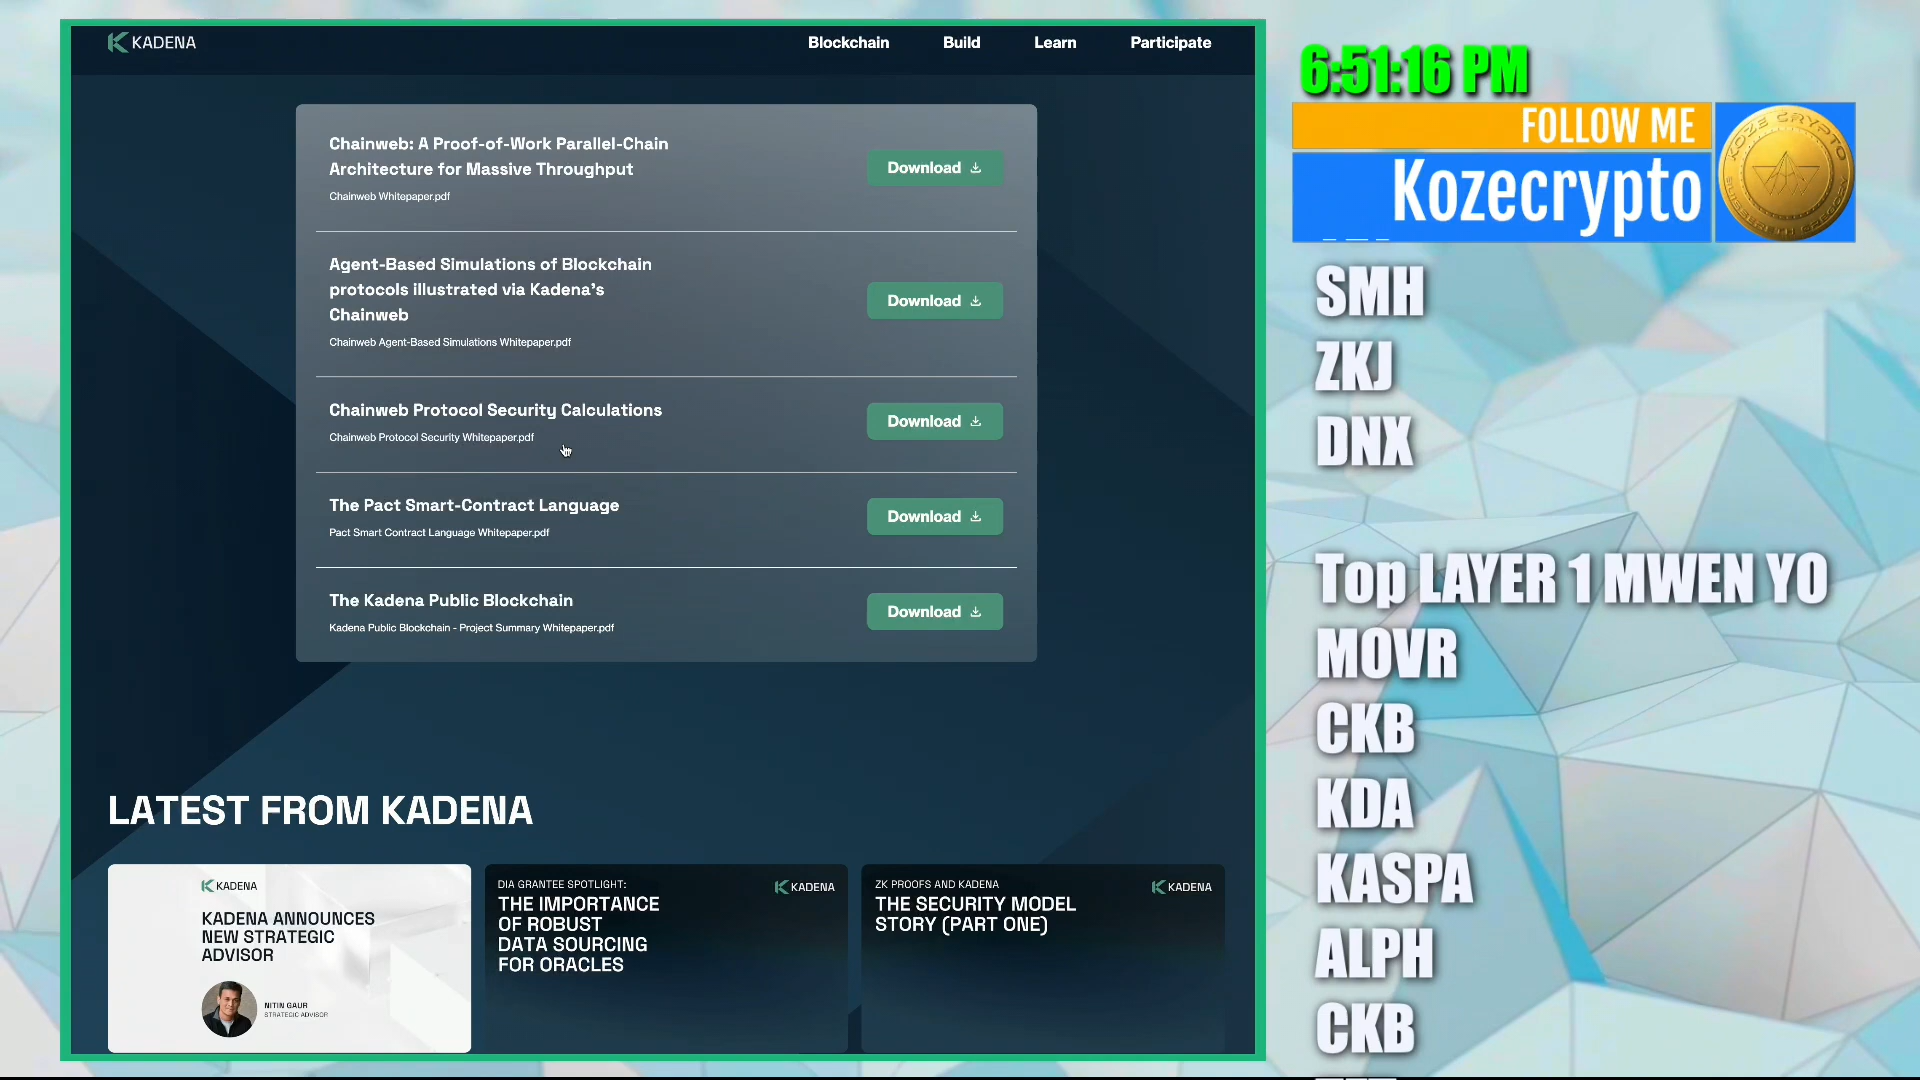 KADENA
Blockchain
Build
Learn
Participate
Chainweb: A Proof-of-Work Parallel-Chain
Architecture for Massive Throughput
Chainweb Whitepaper.pdf
Download
Agent-Based Simulations of Blockchain
protocols illustrated via Kadena's
Chainweb
Chainweb Agent-Based Simulations Whitepaper.pdf
Download
Chainweb Protocol Security Calculations
Chainweb Protocol Security Whitepaper.pdf
Download
The Pact Smart-Contract Language
Pact Smart Contract Language Whitepaper.pdf
Download
The Kadena Public Blockchain
Kadena Public Blockchain - Project Summary Whitepaper.pdf
Download
LATEST FROM KADENA
KADENA
KADENA ANNOUNCES
NEW STRATEGIC
ADVISOR
NITIN GAUR
STRATEGIC ADVISOR
DIA GRANTEE SPOTLIGHT:
KADENA
THE IMPORTANCE
OF ROBUST
DATA SOURCING
FOR ORACLES
ZK PROOFS AND KADENA
KADENA
THE SECURITY MODEL
STORY (PART ONE)
6:51:16 PM
FOLLOW ME
Kozecrypto
KOZE CRYPTO
SMH
ZKJ
DNX
Top LAYER 1 MWEN YO
MOVR
CKB
KDA
KASPA
ALPH
CKB